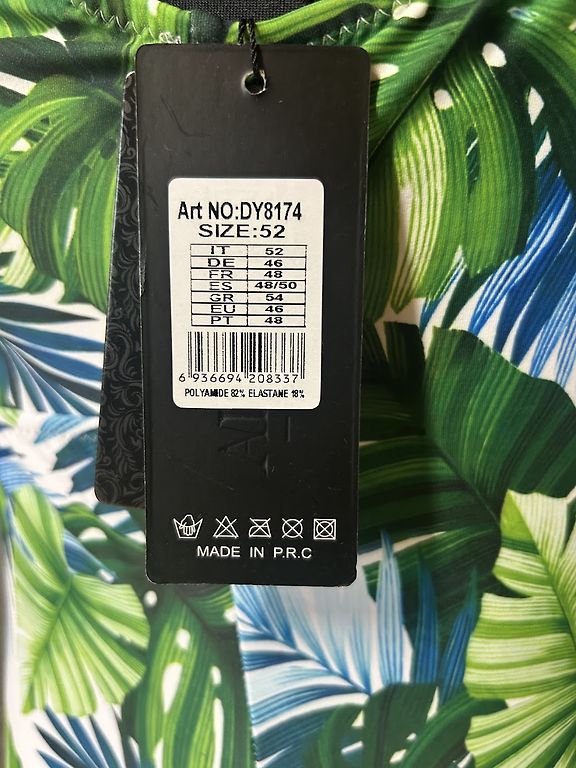 Art NO:DY8174
SIZE:52
IT 52
DE 46
FR 48
ES 48/50
GR 54
EU 46
PT 48
6 936694 208337
POLYAMIDE 82% ELASTANE 18%
MADE IN P.R.C